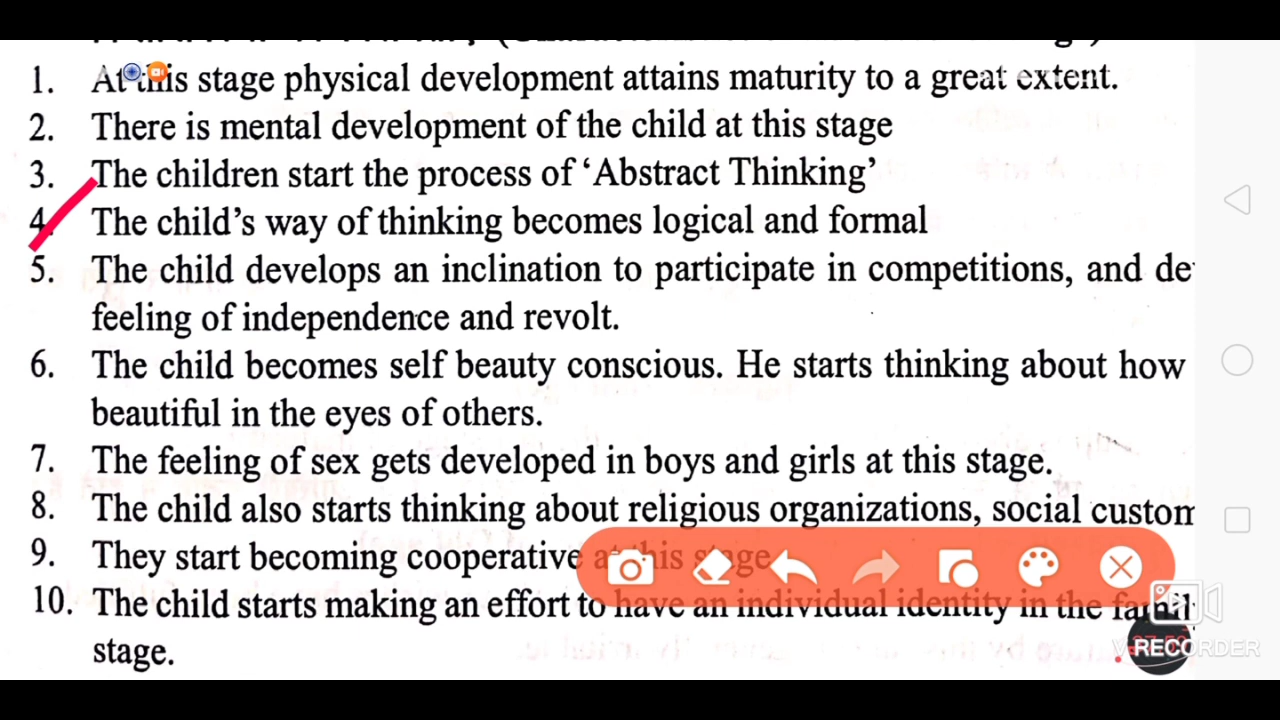 1. At this stage physical development attains maturity to a great extent.
2. There is mental development of the child at this stage
3. The children start the process of ‘Abstract Thinking’
4. The child’s way of thinking becomes logical and formal
5. The child develops an inclination to participate in competitions, and de
feeling of independence and revolt.
6. The child becomes self beauty conscious. He starts thinking about how
beautiful in the eyes of others.
7. The feeling of sex gets developed in boys and girls at this stage.
8. The child also starts thinking about religious organizations, social custom
9. They start becoming cooperative at this stage
10. The child starts making an effort to have an individual identity in the famil
stage.
V RECORDER